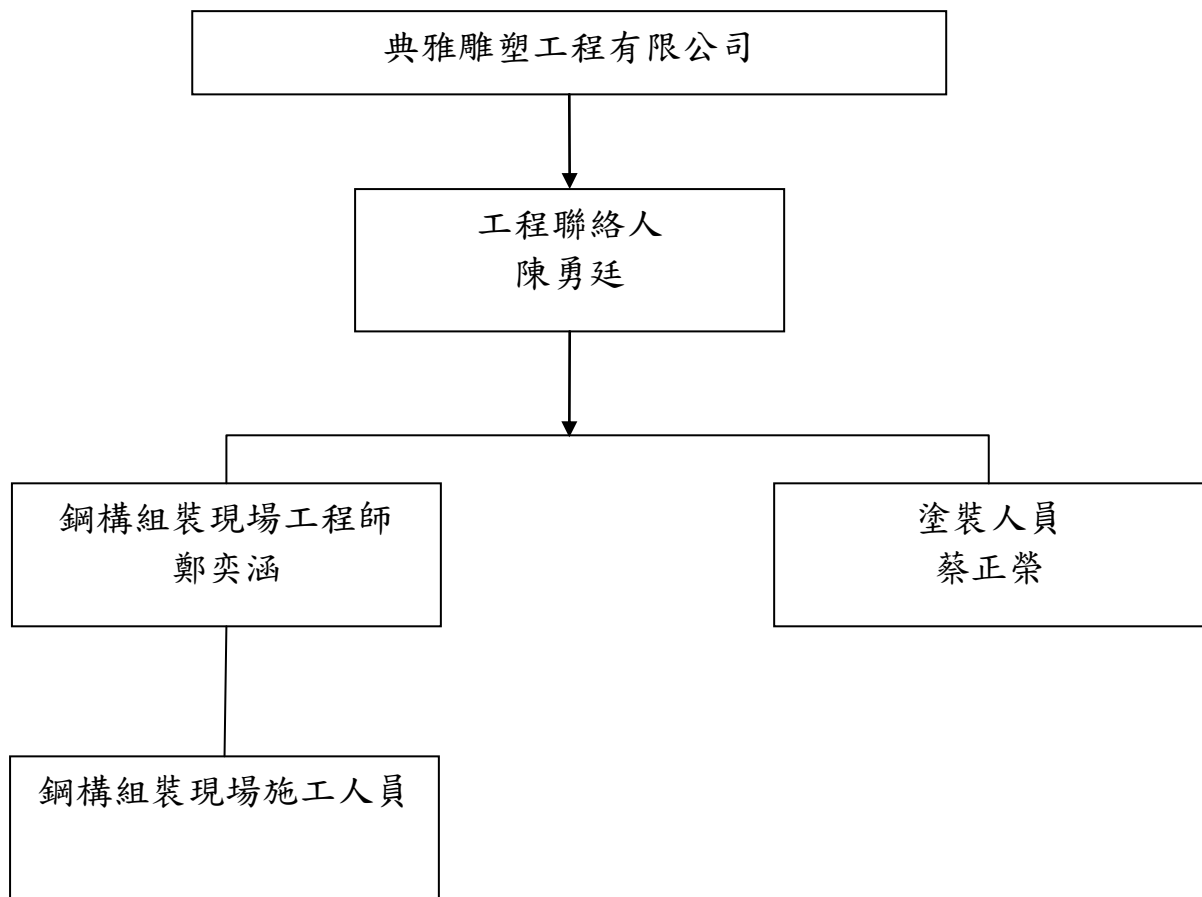 典雅雕塑工程有限公司
工程聯絡人
陳勇廷
鋼構組裝現場工程師
鄭奕涵
塗裝人員
蔡正榮
鋼構組裝現場施工人員